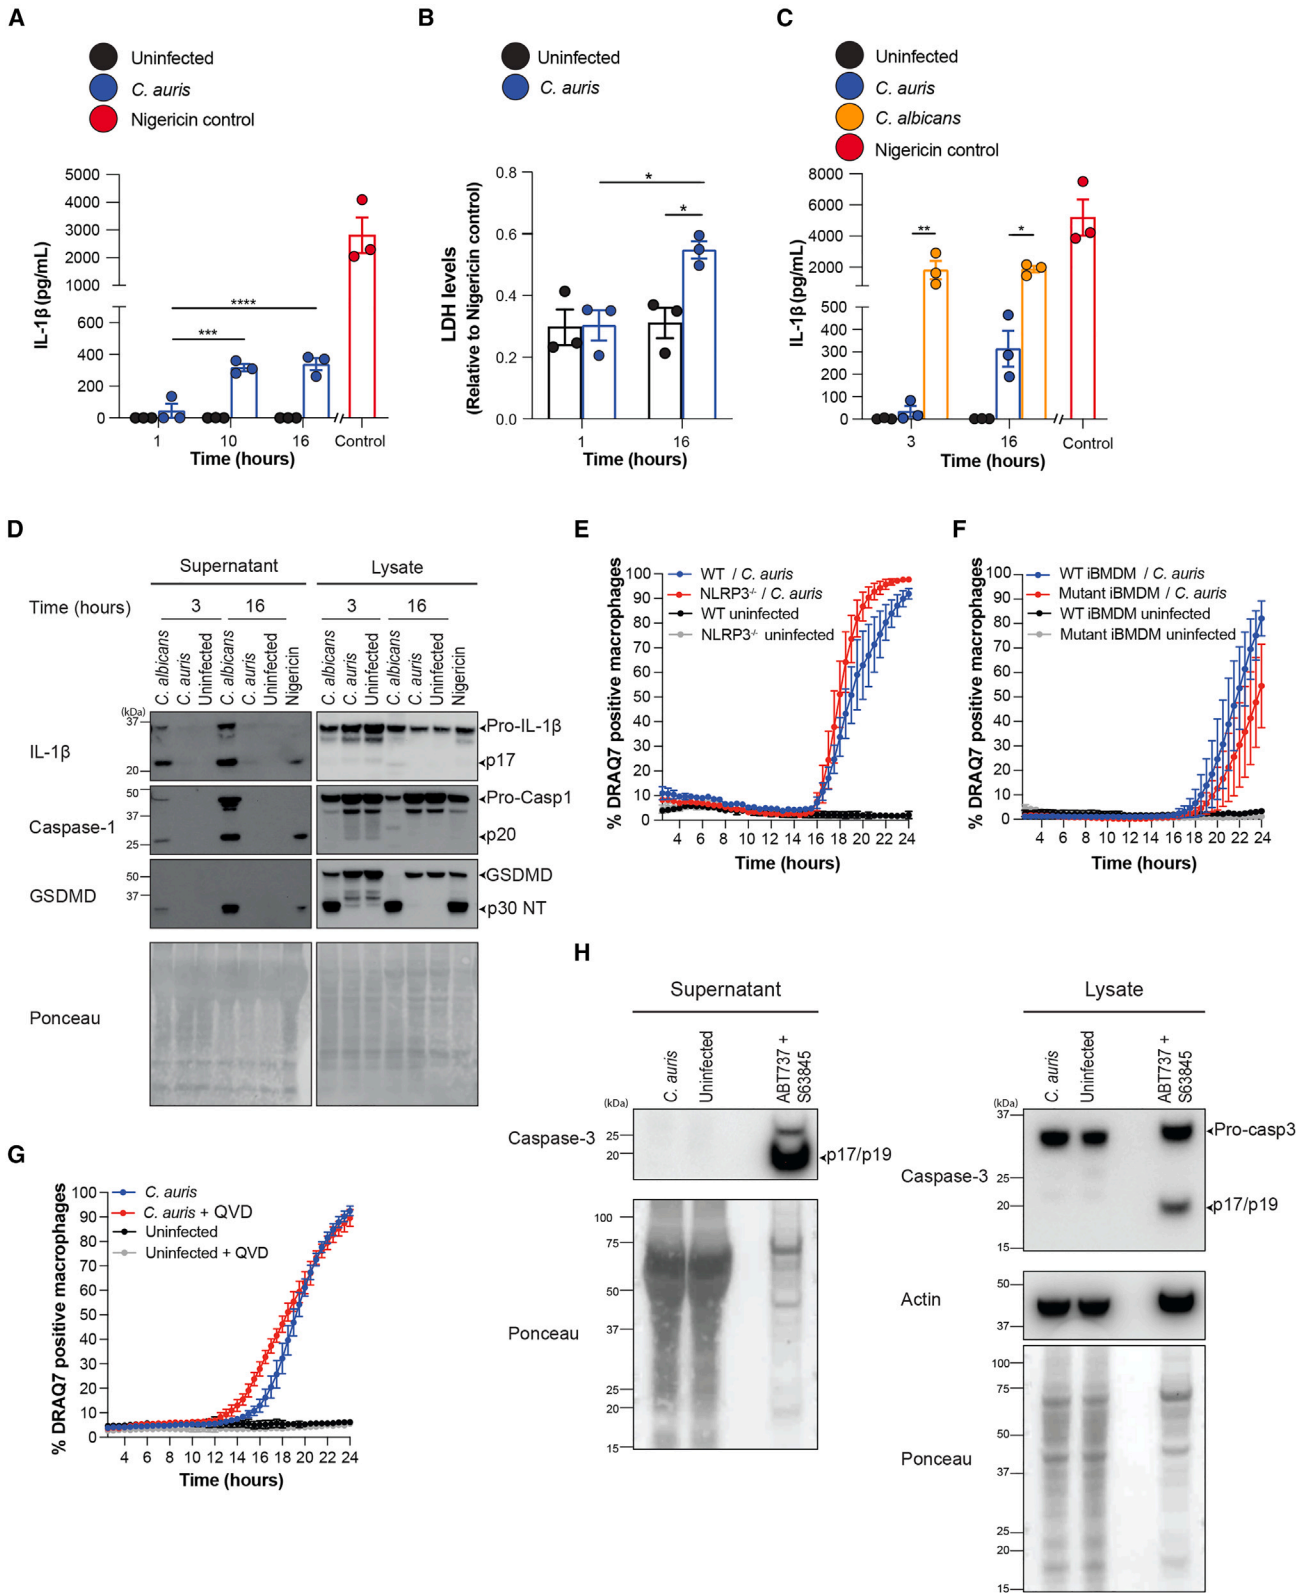 A
Uninfected
C. auris
Nigericin control
IL-1β (pg/mL)
5000
4000
3000
2000
1000
600
400
200
0
****
***
1
10
16
Control
Time (hours)
B
Uninfected
C. auris
LDH levels
(Relative to Nigericin control)
0.8
0.6
0.4
0.2
0.0
*
*
1
16
Time (hours)
C
Uninfected
C. auris
C. albicans
Nigericin control
IL-1β (pg/mL)
8000
6000
4000
2000
500
400
300
200
100
0
**
*
3
16
Control
Time (hours)
D
Supernatant
Lysate
Time (hours)
3
16
3
16
C. albicans
C. auris
Uninfected
C. albicans
C. auris
Uninfected
Nigericin
C. albicans
C. auris
Uninfected
C. albicans
C. auris
Uninfected
Nigericin
(kDa)
IL-1β
37
20
Pro-IL-1β
p17
Caspase-1
50
37
25
Pro-Casp1
p20
GSDMD
50
37
GSDMD
p30 NT
Ponceau
E
% DRAQ7 positive macrophages
100
90
80
70
60
50
40
30
20
10
0
WT / C. auris
NLRP3-/- / C. auris
WT uninfected
NLRP3-/- uninfected
4 6 8 10 12 14 16 18 20 22 24
Time (hours)
F
% DRAQ7 positive macrophages
100
90
80
70
60
50
40
30
20
10
0
WT iBMDM / C. auris
Mutant iBMDM / C. auris
WT iBMDM uninfected
Mutant iBMDM uninfected
4 6 8 10 12 14 16 18 20 22 24
Time (hours)
G
% DRAQ7 positive macrophages
100
90
80
70
60
50
40
30
20
10
0
C. auris
C. auris + QVD
Uninfected
Uninfected + QVD
4 6 8 10 12 14 16 18 20 22 24
Time (hours)
H
Supernatant
C. auris
Uninfected
ABT737 +
S63845
(kDa)
Caspase-3
25
20
p17/p19
Ponceau
100
75
50
37
25
20
15
Lysate
C. auris
Uninfected
ABT737 +
S63845
(kDa)
Caspase-3
37
25
20
15
Pro-casp3
p17/p19
Actin
50
37
Ponceau
100
75
50
37
25
20
15